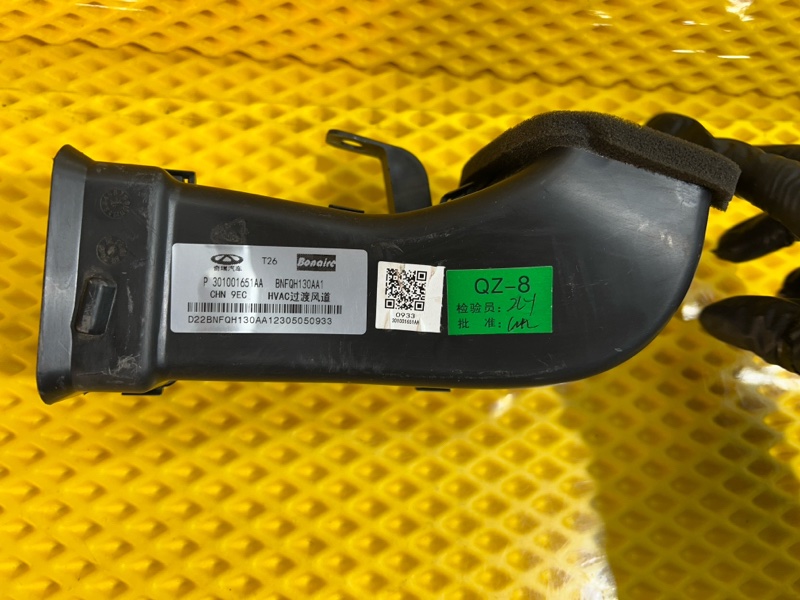 奇瑞汽车 T26 Bonaire
P 301001651AA BNFQH130AA1
CHN 9EC HVAC过渡风道
D22BNFQH130AA12305050933
0933
301001651AA
QZ-8
检验员:
批 准: